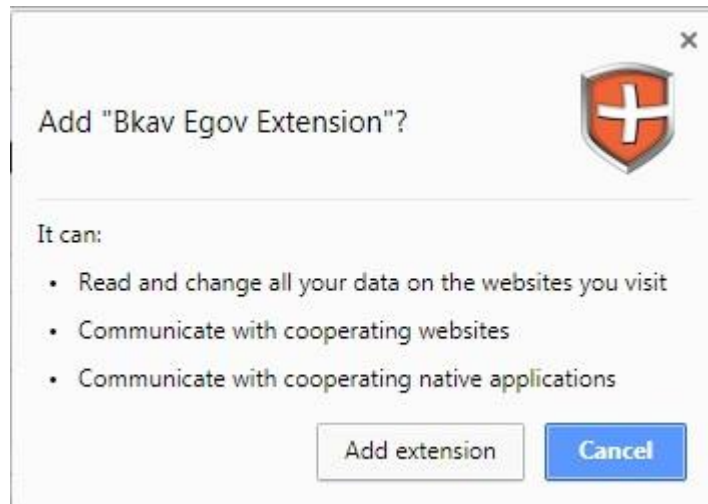 Add "Bkav Egov Extension"?
It can:
• Read and change all your data on the websites you visit
• Communicate with cooperating websites
• Communicate with cooperating native applications
Add extension Cancel